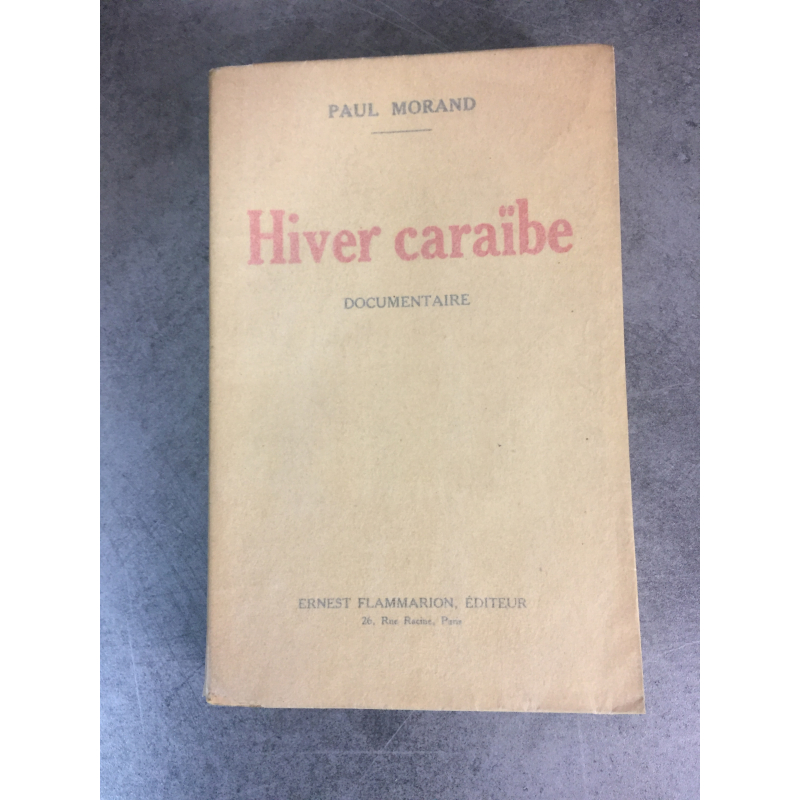 PAUL MORAND
Hiver caraïbe
DOCUMENTAIRE
ERNEST FLAMMARION, ÉDITEUR
26, Rue Racine, Paris